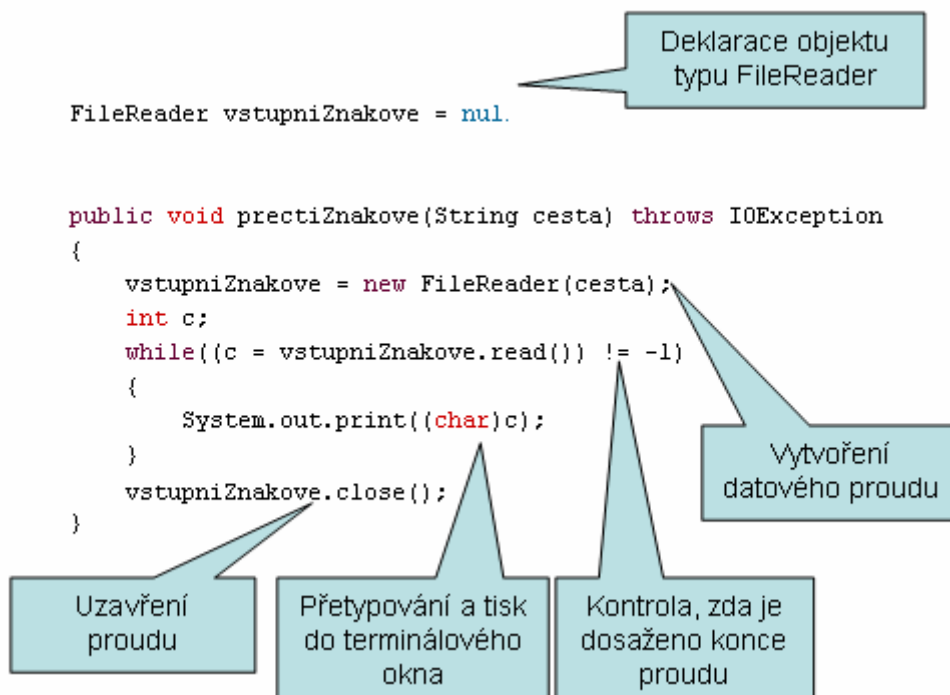 Deklarace objektu
typu FileReader
FileReader vstupniZnakove = nul.
public void prectiZnakove(String cesta) throws IOException
{
vstupniZnakove = new FileReader(cesta);
int c;
while((c = vstupniZnakove.read()) != -1)
{
System.out.print((char)c);
}
vstupniZnakove.close();
}
Vytvoření
datového proudu
Uzavření
proudu
Přetypování a tisk
do terminálového
okna
Kontrola, zda je
dosaženo konce
proudu